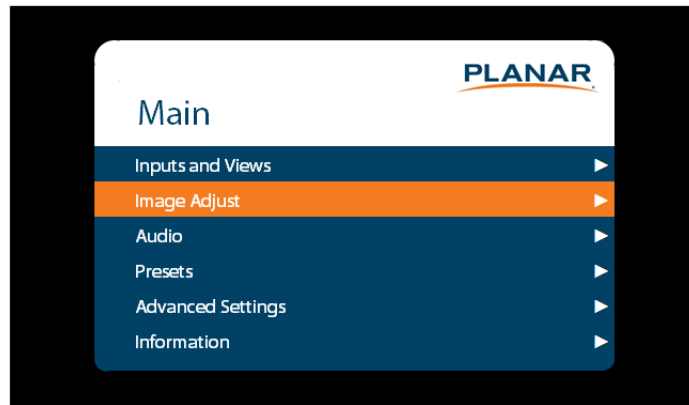 PLANAR
Main
Inputs and Views
Image Adjust
Audio
Presets
Advanced Settings
Information